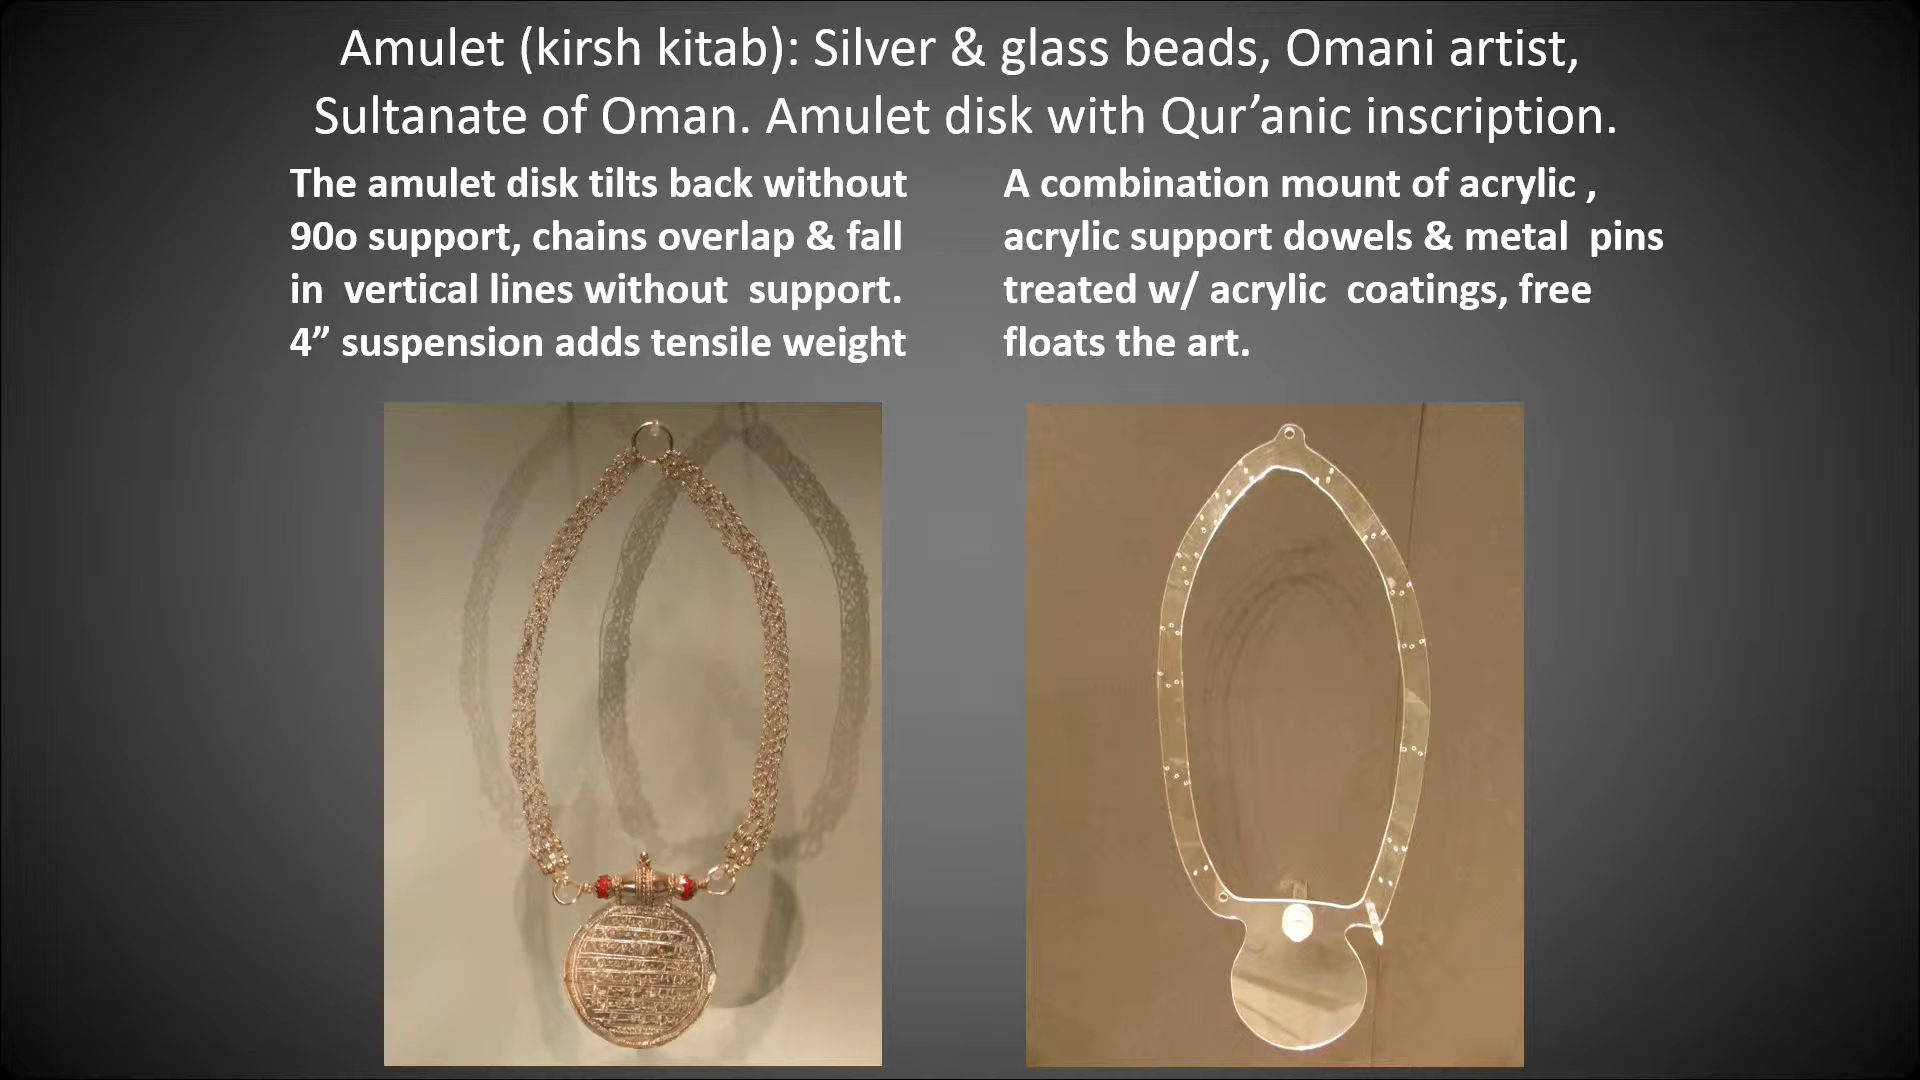 Amulet (kirsh kitab): Silver & glass beads, Omani artist,
Sultanate of Oman. Amulet disk with Qur’anic inscription.
The amulet disk tilts back without
90o support, chains overlap & fall
in  vertical lines without  support.
4” suspension adds tensile weight
A combination mount of acrylic ,
acrylic support dowels & metal  pins
treated w/ acrylic  coatings, free
floats the art.